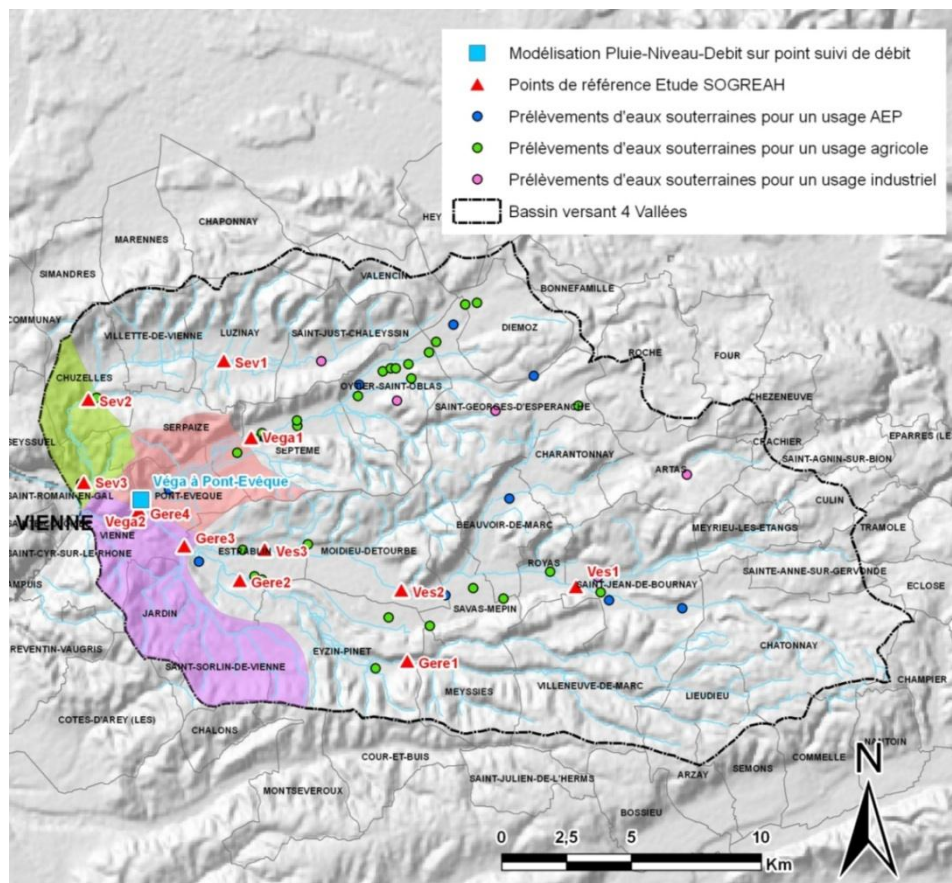 Modélisation Pluie-Niveau-Debit sur point suivi de débit
Points de référence Etude SOGREAH
Prélèvements d'eaux souterraines pour un usage AEP
Prélèvements d'eaux souterraines pour un usage agricole
Prélèvements d'eaux souterraines pour un usage industriel
Bassin versant 4 Vallées
CHAPONNAY
HEY
MARENNES
SIMANDRES
VALENCIN
BONNEFAMILLE
COMMUNAY
VILLETTE-DE-VIENNE
LUZINAY
SAINT-JUST-CHALEYSSIN
DIEMOZ
ROCHE
FOUR
Sev1
CHUZELLES
OYTIER-SAINT-OBLAS
CHEZENEUVE
Sev2
SAINT-GEORGES-D'ESPERANCHE
SERPAIZE
Vega1
SEYSSUEL
SEPTEME
CRACHIER
EPARRES (LE
CHARANTONNAY
SAINT-AGNIN-SUR-BION
ARTAS
Sev3
Véga à Pont-Evêque
SAINT-ROMAIN-EN-GAL
PONT-EVEQUE
CULIN
Gere4
VIENNE
Vega2
VIENNE
BEAUVOIR-DE-MARC
MEYRIEU-LES-ETANGS
TRAMOLE
Gere3
SAINT-CYR-SUR-LE-RHONE
ESTRABLIN
Ves3
MOIDIEU-DETOURBE
ROYAS
Ves1
SAINTE-ANNE-SUR-GERVONDE
AMPUIS
Gere2
Ves2
SAINT-JEAN-DE-BOURNAY
ECLOSE
JARDIN
SAVAS-MEPIN
REVENTIN-VAUGRIS
EYZIN-PINET
CHATONNAY
SAINT-SORLIN-DE-VIENNE
Gere1
CHAMPIER
MEYSSIES
VILLENEUVE-DE-MARC
LIEUDIEU
COTES-D'AREY (LES)
CHALONS
NANTOIN
COUR-ET-BUIS
COMMELLE
SEMONS
ARZAY
SAINT-JULIEN-DE-L'HERMS
MONTSEVEROUX
BOSSIEU
N
0 2,5 5 10
Km